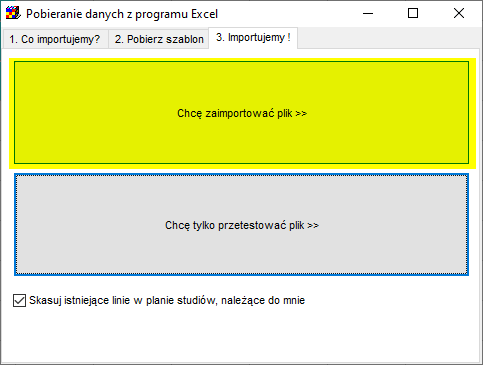 Pobieranie danych z programu Excel
1. Co importujemy? 2. Pobierz szablon 3. Importujemy !
Chcę zaimportować plik >>
Chcę tylko przetestować plik >>
Skasuj istniejące linie w planie studiów, należące do mnie